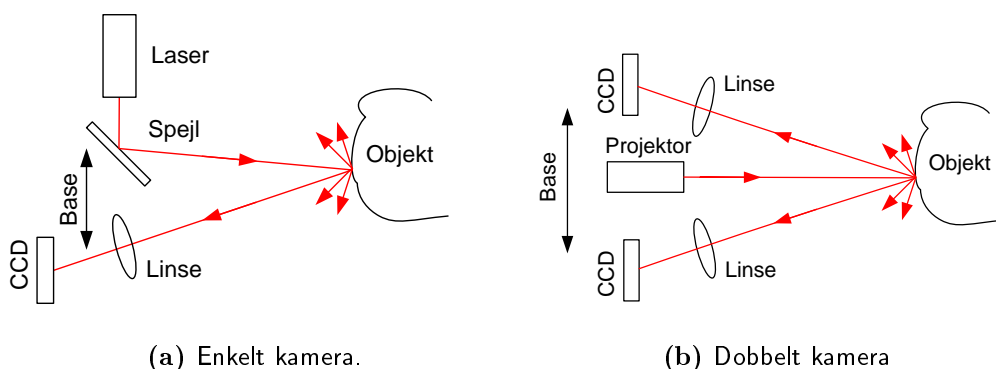 Laser
Spejl
Base
Objekt
CCD
Linse
(a) Enkelt kamera.
CCD
Linse
Projektor
Base
Objekt
CCD
Linse
(b) Dobbelt kamera